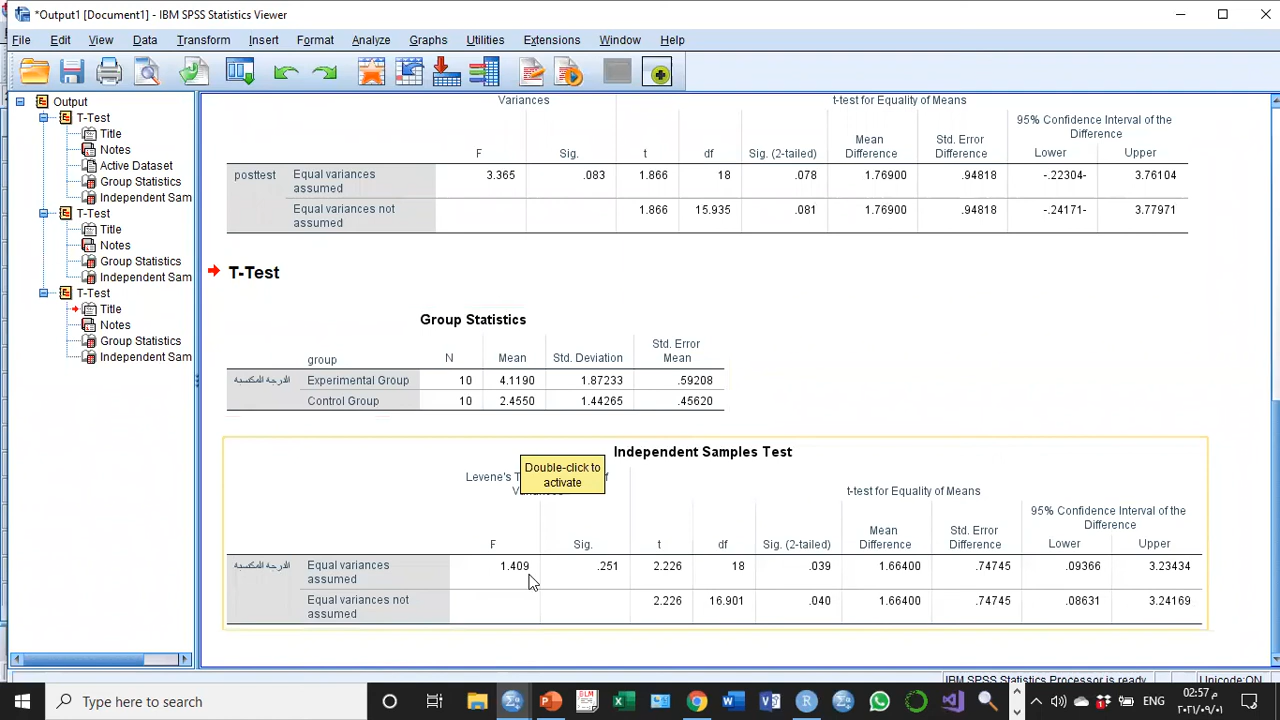 *Output1 [Document1] - IBM SPSS Statistics Viewer
File Edit View Data Transform Insert Format Analyze Graphs Utilities Extensions Window Help
Output
T-Test
Title
Notes
Active Dataset
Group Statistics
Independent Sam
T-Test
Title
Notes
Group Statistics
Independent Sam
T-Test
Title
Notes
Group Statistics
Independent Sam
Variances t-test for Equality of Means
95% Confidence Interval of the
Difference
Mean Std. Error
F Sig. t df Sig. (2-tailed) Difference Difference Lower Upper
posttest Equal variances 3.365 .083 1.866 18 .078 1.76900 .94818 -.22304- 3.76104
assumed
Equal variances not 1.866 15.935 .081 1.76900 .94818 -.24171- 3.77971
assumed
T-Test
Group Statistics
Std. Error
group N Mean Std. Deviation Mean
الدرجة المكتسبة Experimental Group 10 4.1190 1.87233 .59208
Control Group 10 2.4550 1.44265 .45620
Independent Samples Test
Double-click to
activate
Levene's T f
t-test for Equality of Means
95% Confidence Interval of the
Difference
Mean Std. Error
F Sig. t df Sig. (2-tailed) Difference Difference Lower Upper
الدرجة المكتسبة Equal variances 1.409 .251 2.226 18 .039 1.66400 .74745 .09366 3.23434
assumed
Equal variances not 2.226 16.901 .040 1.66400 .74745 .08631 3.24169
assumed
IBM SPSS Statistics Processor is ready Unicode:ON
Type here to search
ENG
02:57 م
٢٠٢١/٠٩/٠١